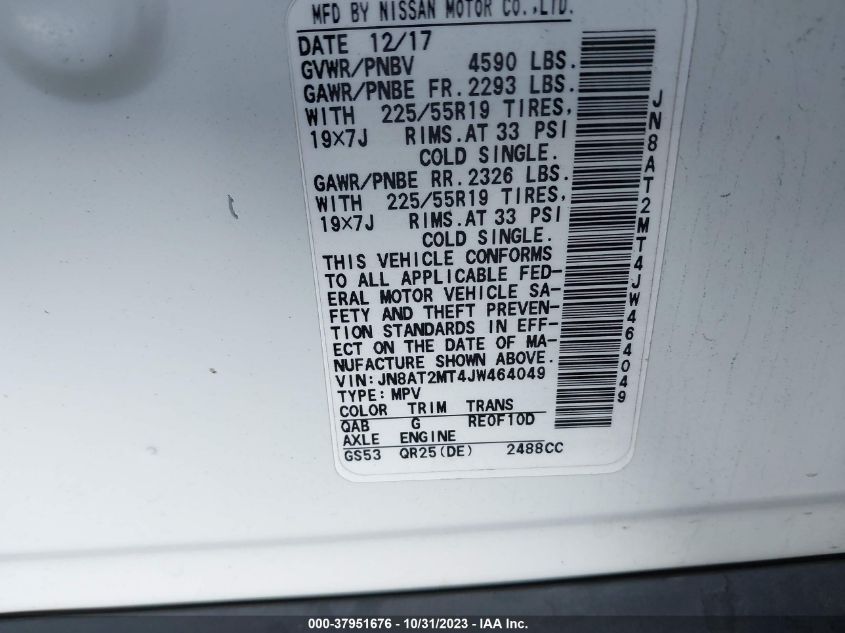 MFD BY NISSAN MOTOR CO.,LTD.
DATE 12/17
GVWR/PNBV 4590 LBS.
GAWR/PNBE FR. 2293 LBS.
WITH 225/55R19 TIRES,
19X7J RIMS. AT 33 PSI
COLD SINGLE.
GAWR/PNBE RR. 2326 LBS.
WITH 225/55R19 TIRES,
19X7J RIMS. AT 33 PSI
COLD SINGLE.
THIS VEHICLE CONFORMS
TO ALL APPLICABLE FED-
ERAL MOTOR VEHICLE SA-
FETY AND THEFT PREVEN-
TION STANDARDS IN EFF-
ECT ON THE DATE OF MA-
NUFACTURE SHOWN ABOVE.
VIN: JN8AT2MT4JW464049
TYPE: MPV
COLOR TRIM TRANS
QAB G RE0F10D
AXLE ENGINE
GS53 QR25(DE) 2488CC
JN8AT2MT4JW464049
000-37951676 - 10/31/2023 - IAA Inc.